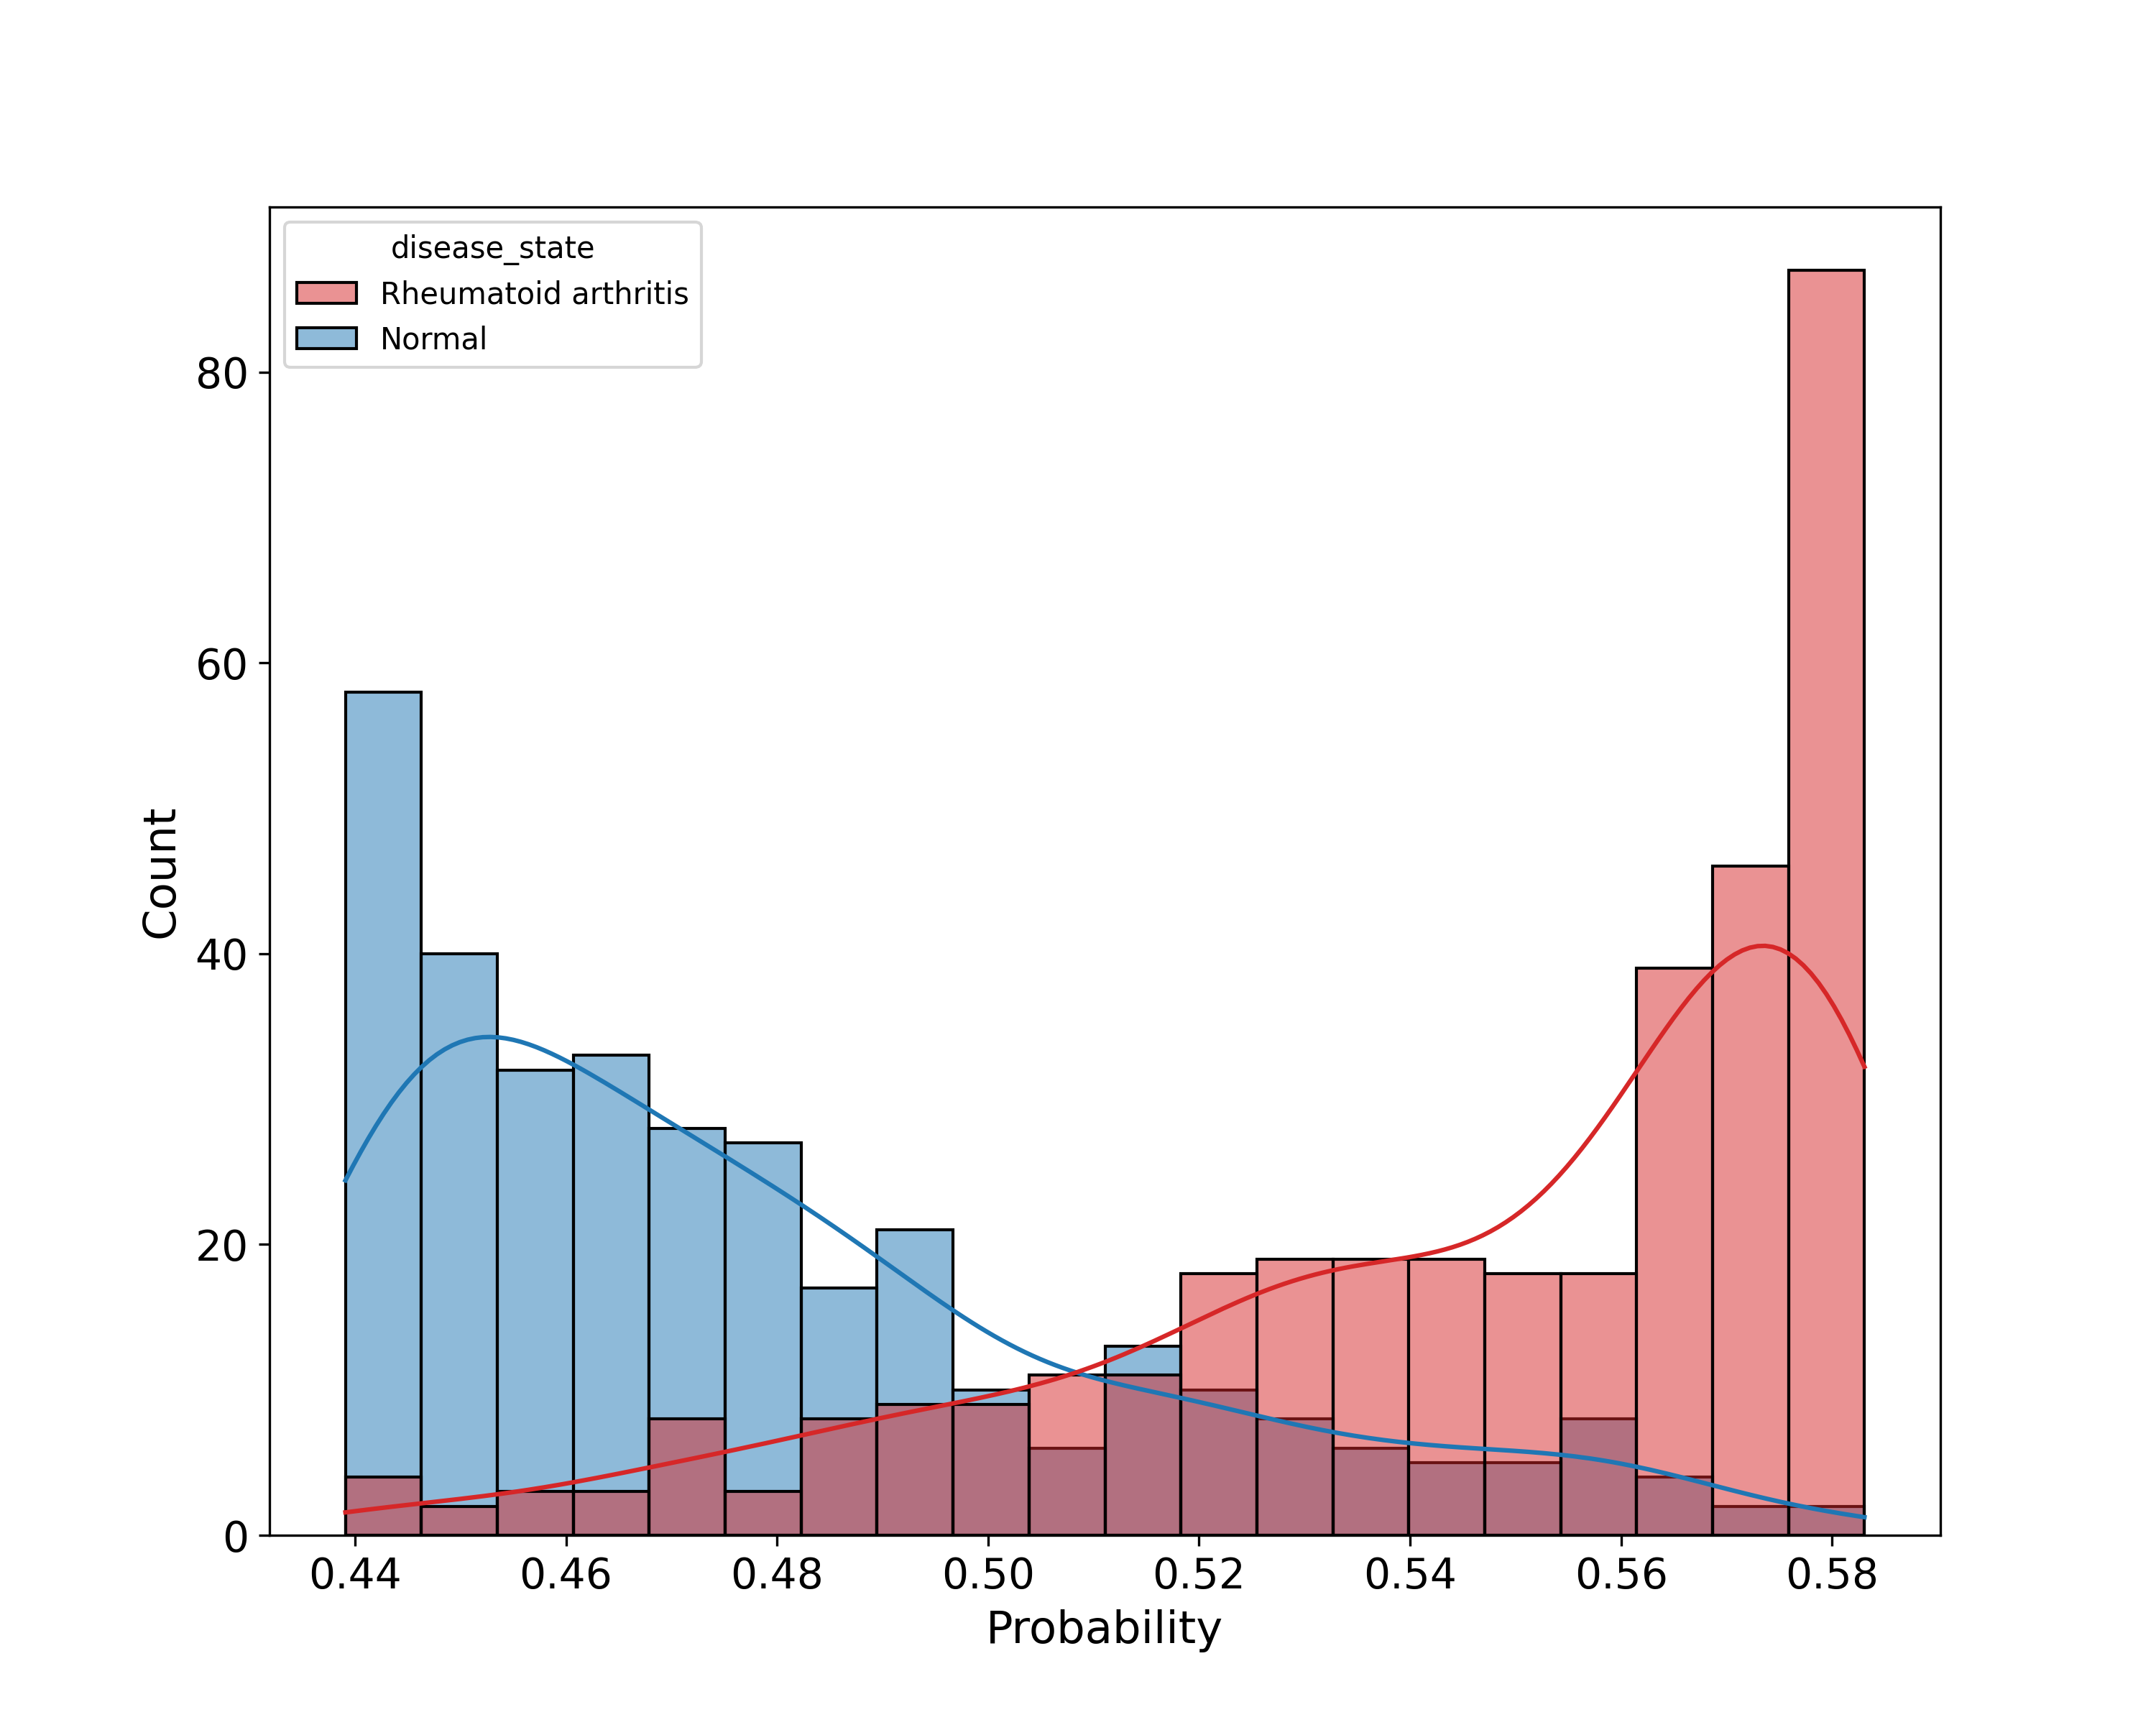 disease_state
Rheumatoid arthritis
Normal
80
60
40
20
0
Count
0.44 0.46 0.48 0.50 0.52 0.54 0.56 0.58
Probability